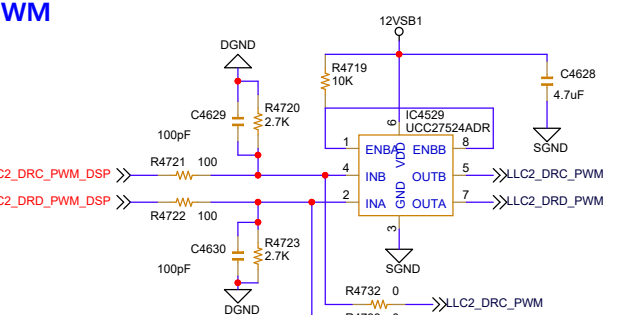 WM
12VSB1
DGND
R4719
10K
C4628
4.7uF
C4629
R4720
2.7K
100pF
IC4529
UCC27524ADR
SGND
6
1
ENBA
VDD
ENBB
8
R4721
100
C2_DRC_PWM_DSP
4
INB
OUTB
5
LLC2_DRC_PWM
C2_DRD_PWM_DSP
2
INA
GND
OUTA
7
LLC2_DRD_PWM
R4722
100
3
C4630
R4723
2.7K
100pF
SGND
DGND
R4732
0
LLC2_DRC_PWM